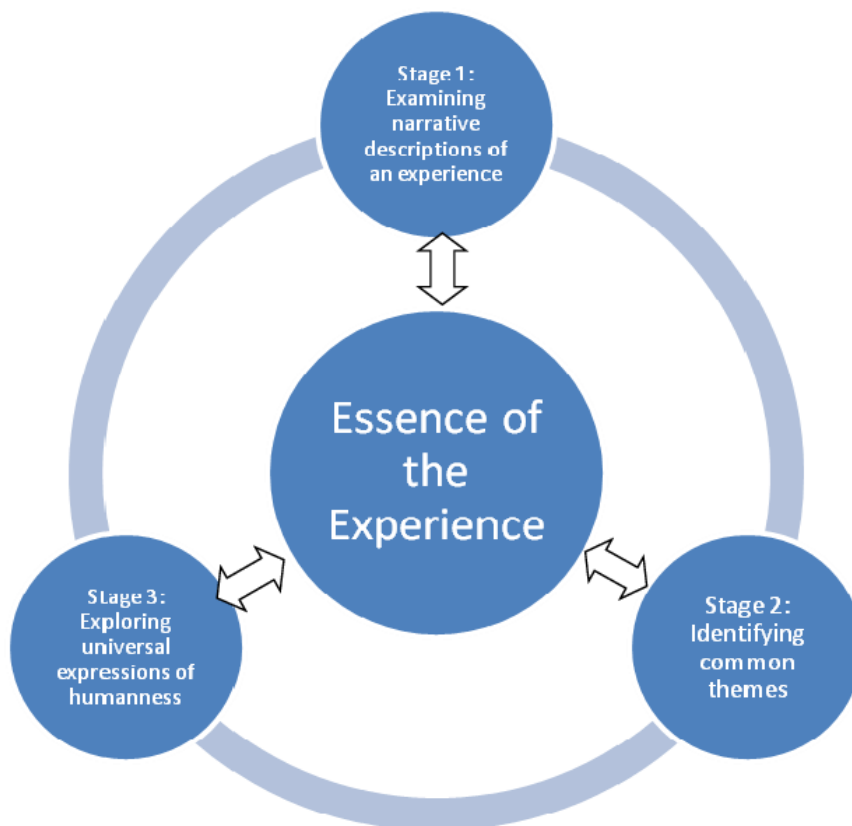 Stage 1:
Examining
narrative
descriptions of
an experience
Essence of
the
Experience
Stage 3:
Exploring
universal
expressions of
humanness
Stage 2:
Identifying
common
themes